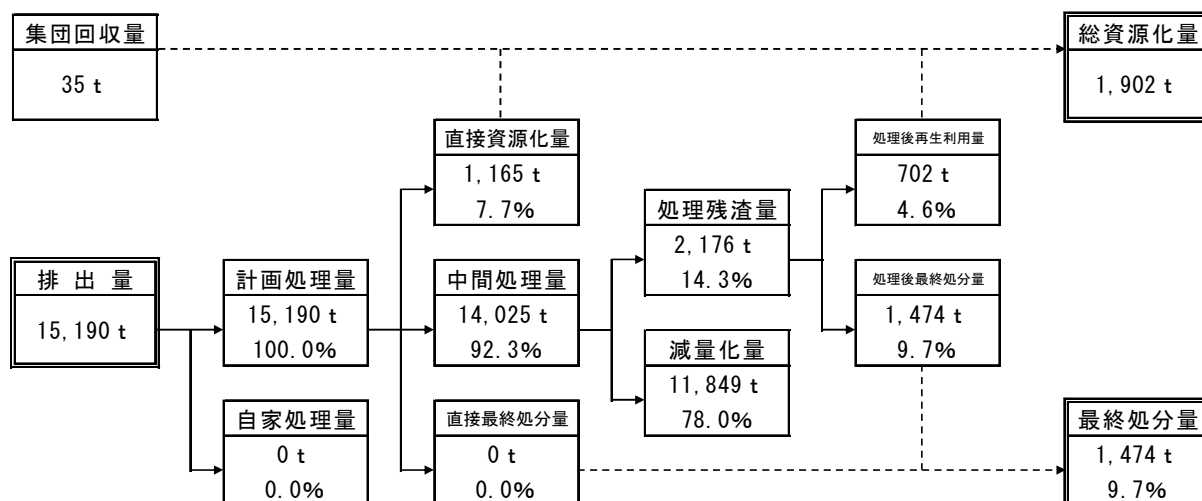 集団回収量
35 t
総資源化量
1,902 t
直接資源化量
1,165 t
7.7%
処理後再生利用量
702 t
4.6%
処理残渣量
2,176 t
14.3%
排出量
15,190 t
計画処理量
15,190 t
100.0%
中間処理量
14,025 t
92.3%
処理後最終処分量
1,474 t
9.7%
減量化量
11,849 t
78.0%
自家処理量
0 t
0.0%
直接最終処分量
0 t
0.0%
最終処分量
1,474 t
9.7%